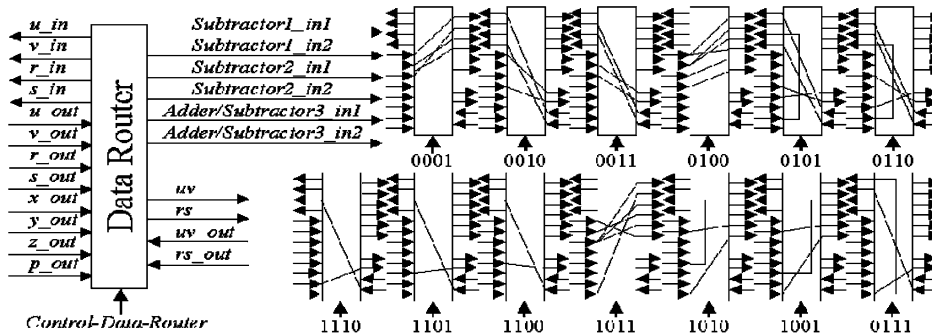 u_in
v_in
r_in
s_in
u_out
v_out
r_out
s_out
x_out
y_out
z_out
p_out
Data Router
Control-Data-Router
Subtractor1_in1
Subtractor1_in2
Subtractor2_in1
Subtractor2_in2
Adder/Subtractor3_in1
Adder/Subtractor3_in2
uv
rs
uv_out
rs_out
0001 0010 0011 0100 0101 0110
1110 1101 1100 1011 1010 1001 0111